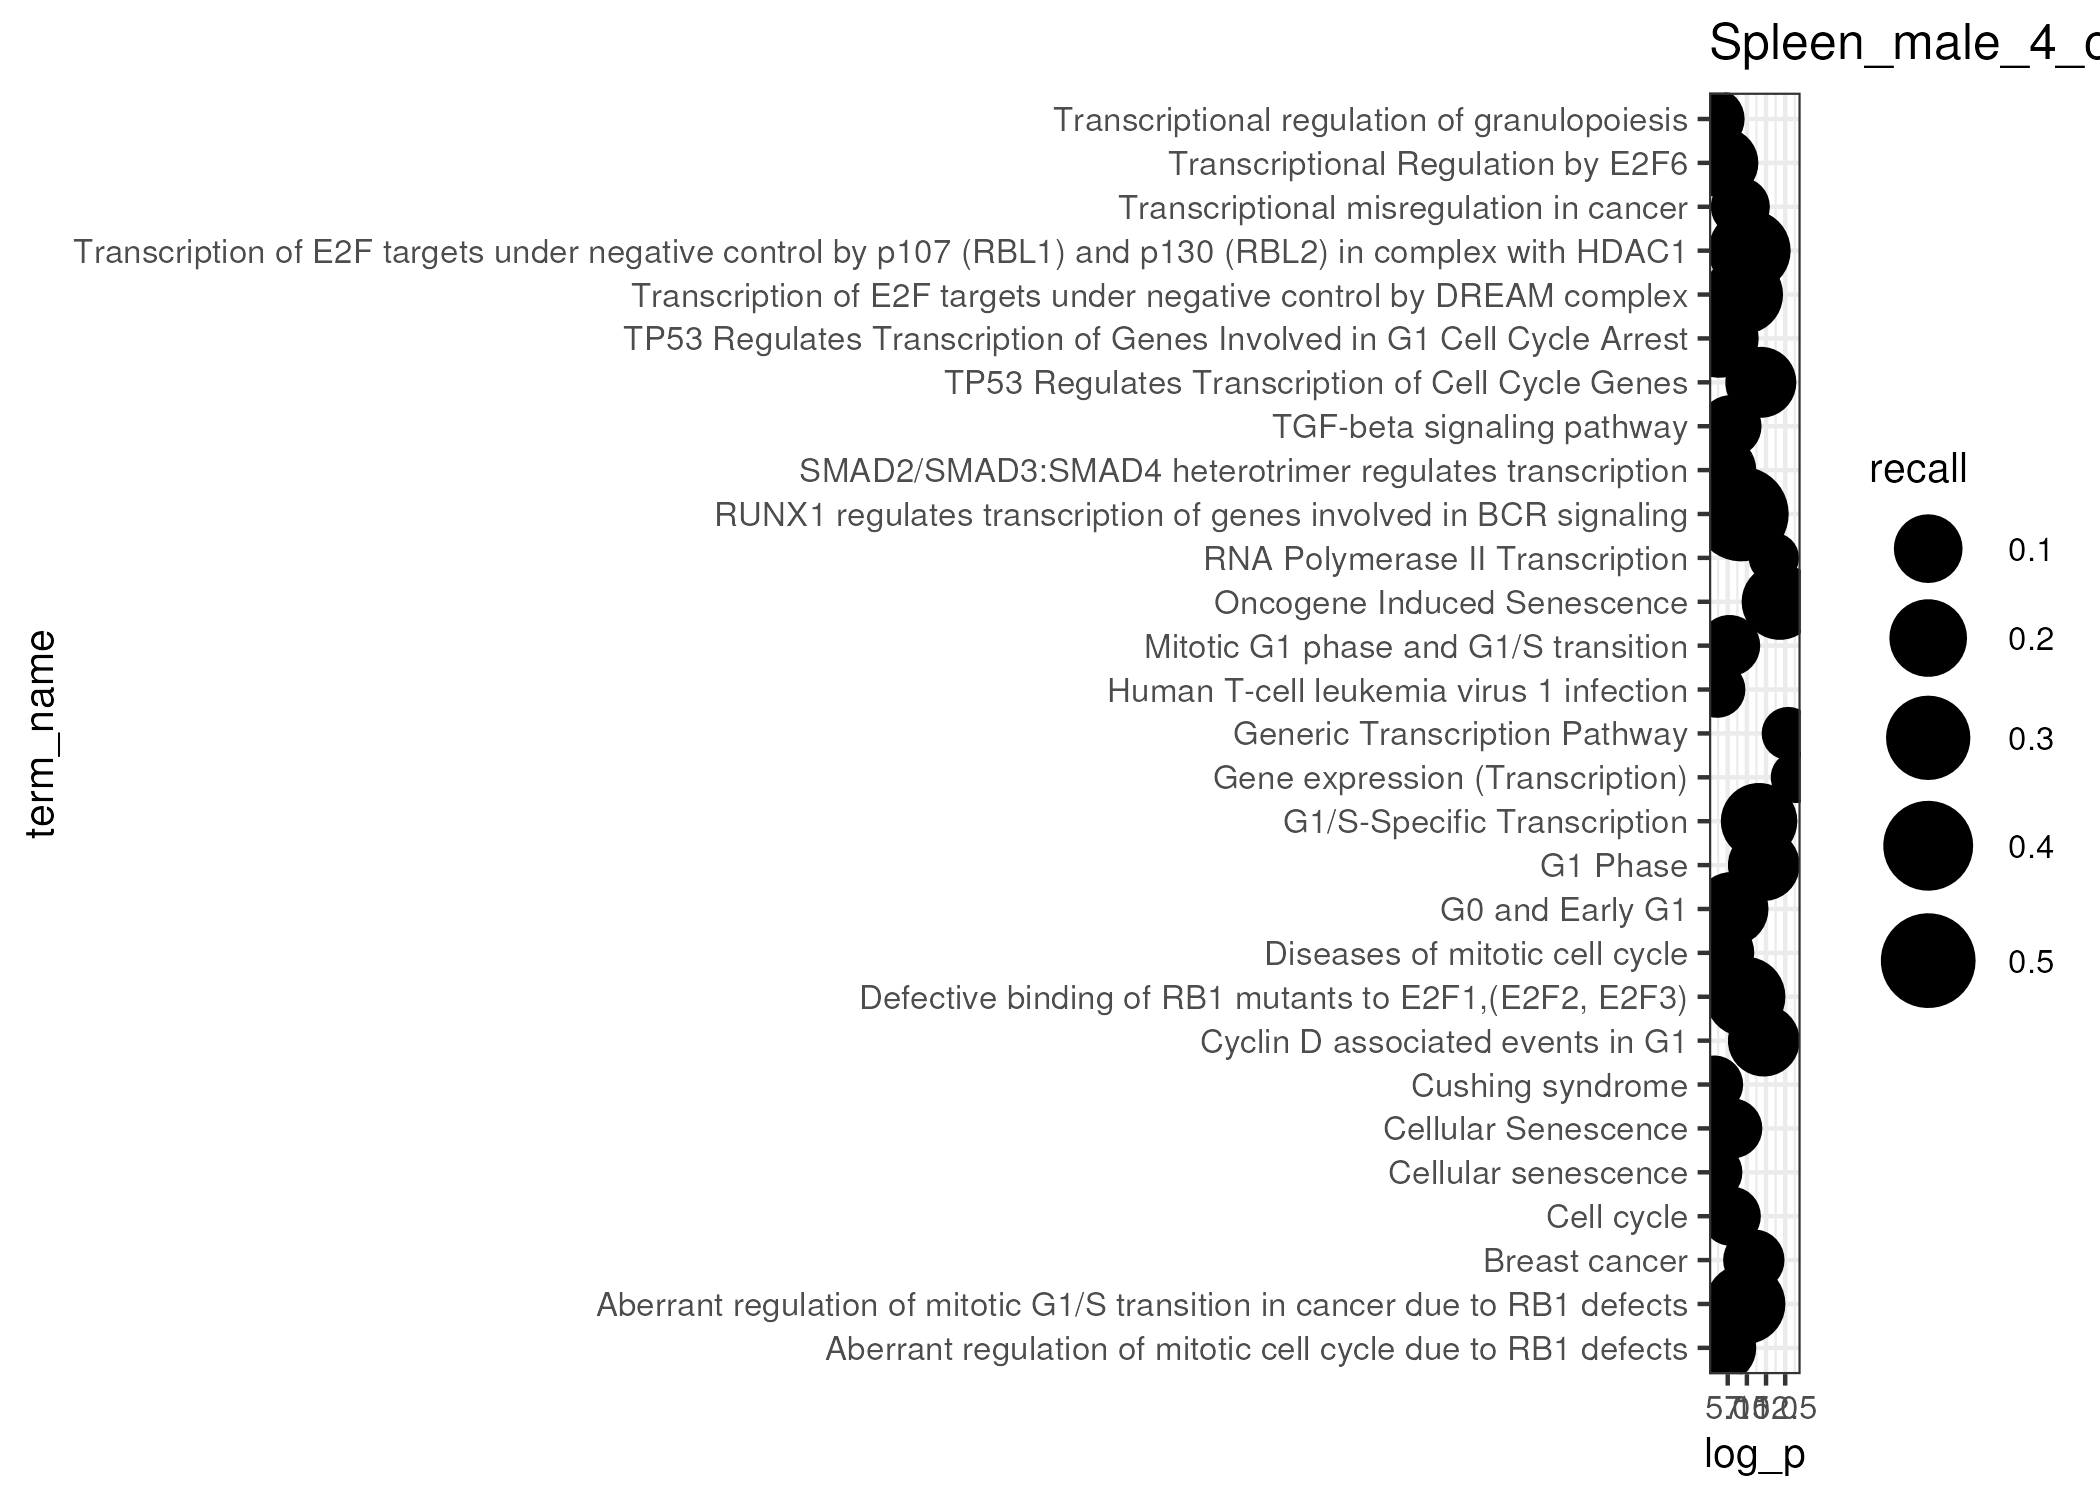 Spleen_male_4_c
Transcriptional regulation of granulopoiesis
Transcriptional Regulation by E2F6
Transcriptional misregulation in cancer
Transcription of E2F targets under negative control by p107 (RBL1) and p130 (RBL2) in complex with HDAC1
Transcription of E2F targets under negative control by DREAM complex
TP53 Regulates Transcription of Genes Involved in G1 Cell Cycle Arrest
TP53 Regulates Transcription of Cell Cycle Genes
TGF-beta signaling pathway
SMAD2/SMAD3:SMAD4 heterotrimer regulates transcription
RUNX1 regulates transcription of genes involved in BCR signaling
RNA Polymerase II Transcription
Oncogene Induced Senescence
Mitotic G1 phase and G1/S transition
Human T-cell leukemia virus 1 infection
Generic Transcription Pathway
Gene expression (Transcription)
G1/S-Specific Transcription
G1 Phase
G0 and Early G1
Diseases of mitotic cell cycle
Defective binding of RB1 mutants to E2F1,(E2F2, E2F3)
Cyclin D associated events in G1
Cushing syndrome
Cellular Senescence
Cellular senescence
Cell cycle
Breast cancer
Aberrant regulation of mitotic G1/S transition in cancer due to RB1 defects
Aberrant regulation of mitotic cell cycle due to RB1 defects
term_name
log_p
recall
0.1
0.2
0.3
0.4
0.5